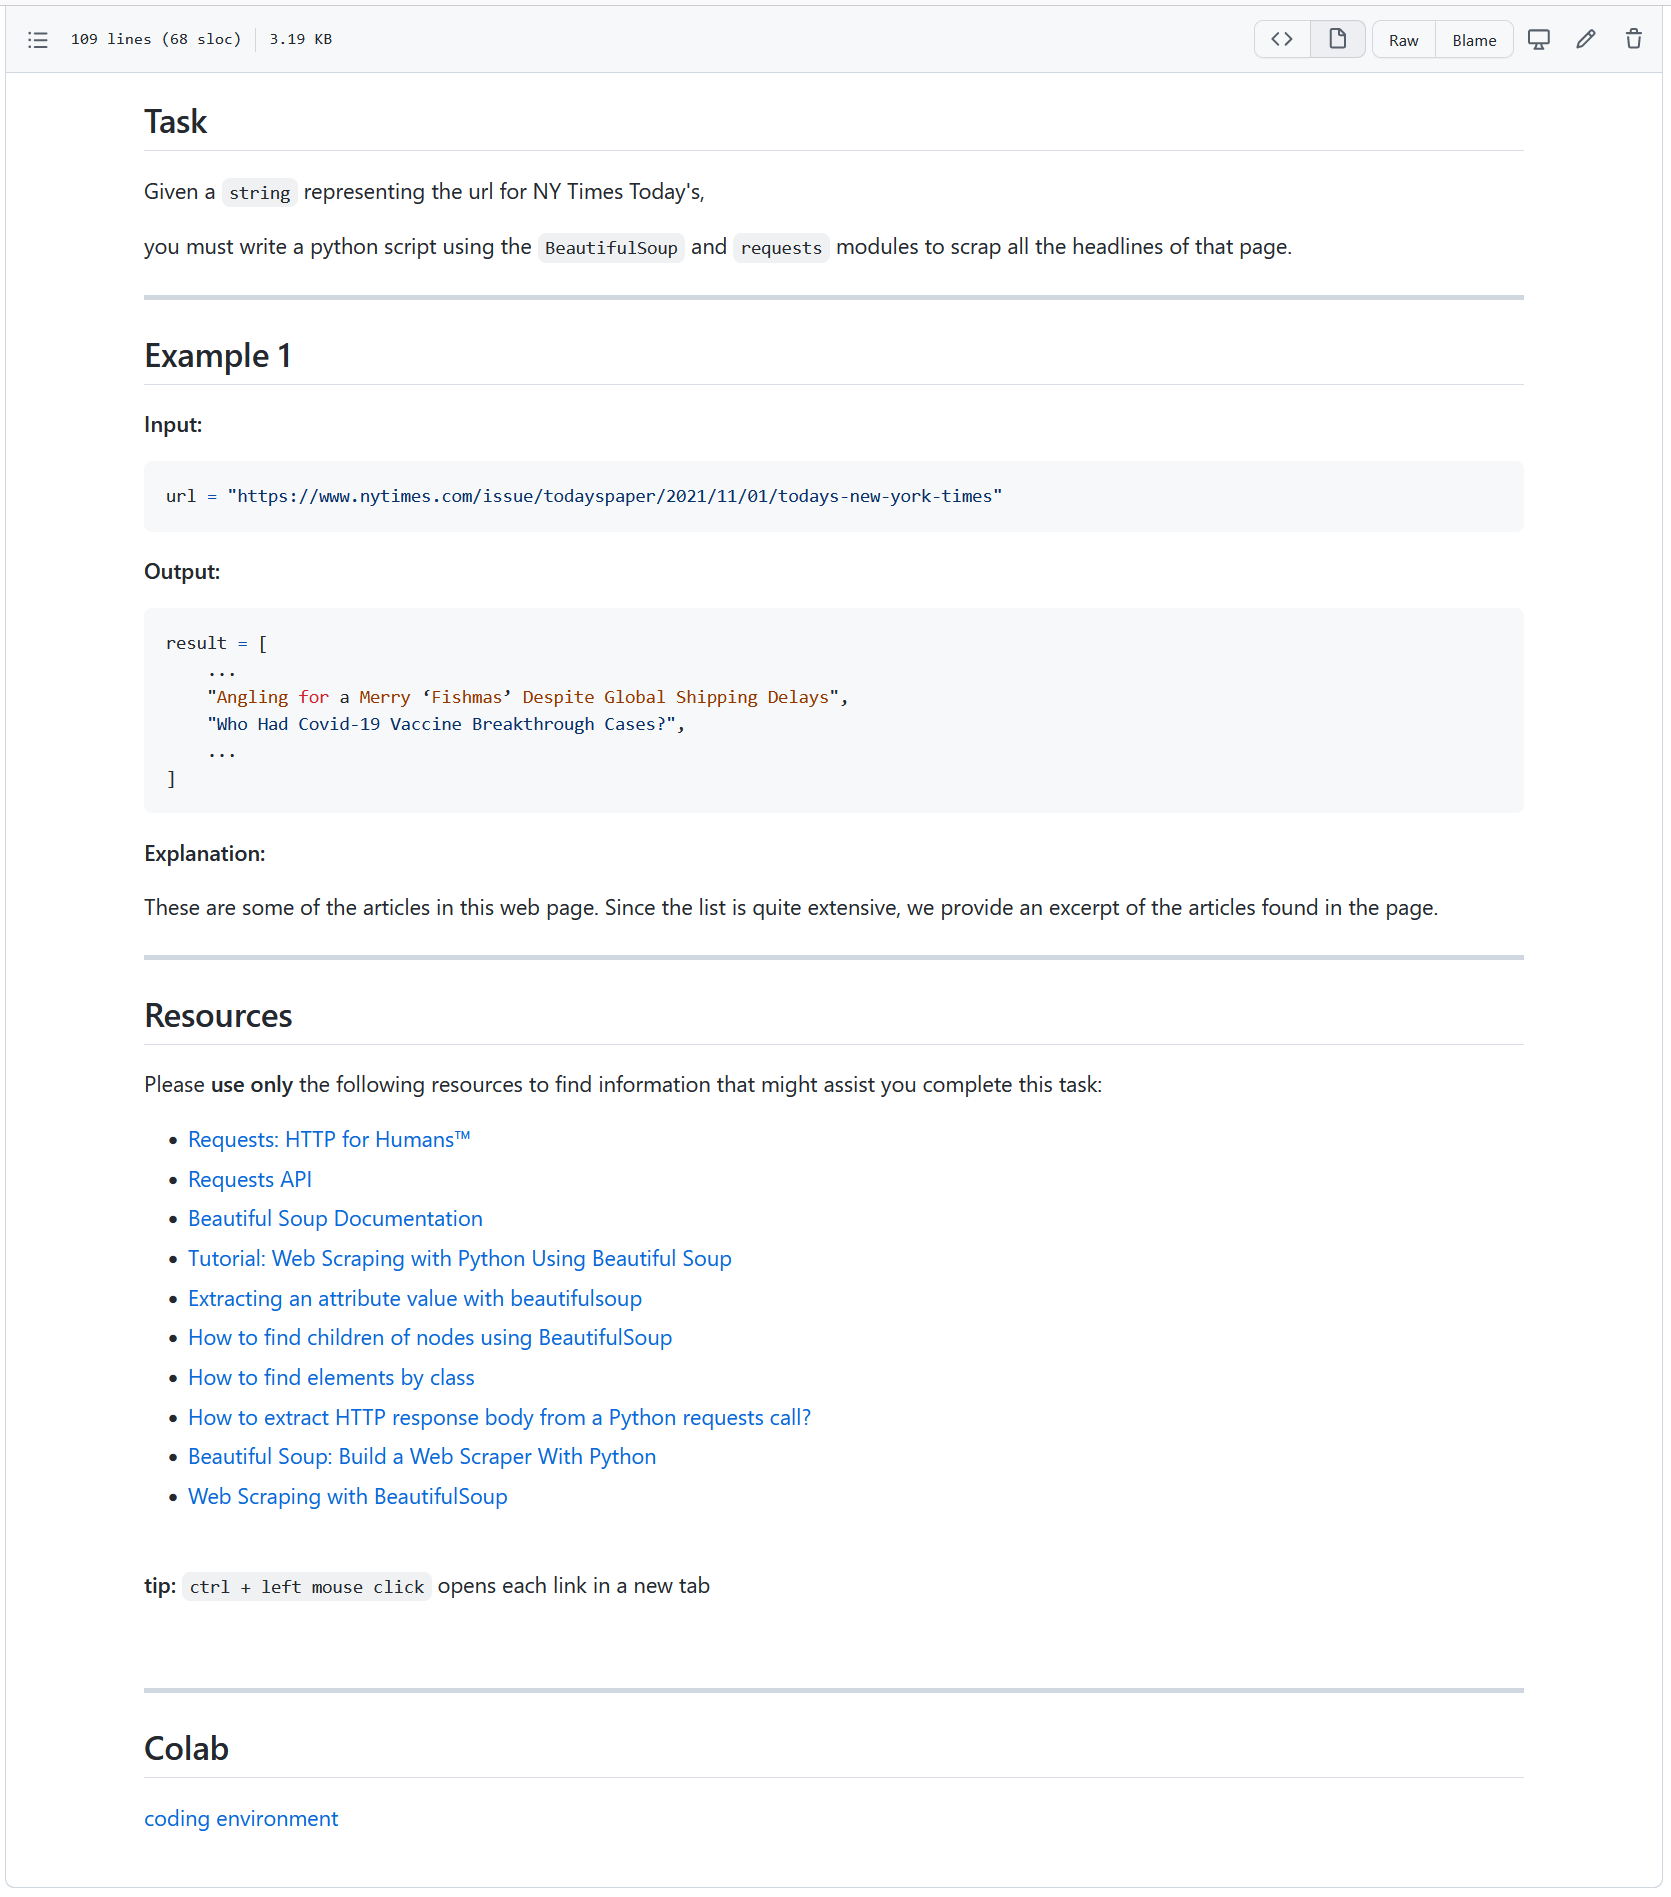 109 lines (68 sloc) 3.19 KB
Raw Blame
Task
Given a string representing the url for NY Times Today's,
you must write a python script using the BeautifulSoup and requests modules to scrap all the headlines of that page.
Example 1
Input:
url = "https://www.nytimes.com/issue/todayspaper/2021/11/01/todays-new-york-times"
Output:
result = [
...
"Angling for a Merry ‘Fishmas’ Despite Global Shipping Delays",
"Who Had Covid-19 Vaccine Breakthrough Cases?",
...
]
Explanation:
These are some of the articles in this web page. Since the list is quite extensive, we provide an excerpt of the articles found in the page.
Resources
Please use only the following resources to find information that might assist you complete this task:
• Requests: HTTP for Humans™
• Requests API
• Beautiful Soup Documentation
• Tutorial: Web Scraping with Python Using Beautiful Soup
• Extracting an attribute value with beautifulsoup
• How to find children of nodes using BeautifulSoup
• How to find elements by class
• How to extract HTTP response body from a Python requests call?
• Beautiful Soup: Build a Web Scraper With Python
• Web Scraping with BeautifulSoup
tip: ctrl + left mouse click opens each link in a new tab
Colab
coding environment